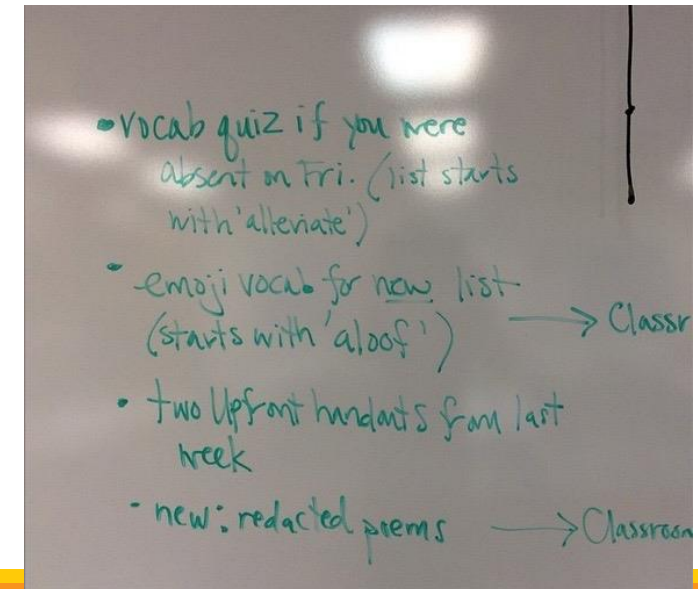 •vocab quiz if you were
absent on Fri. (list starts
with 'alleviate')
• emoji vocab for new list
(starts with 'aloof') → Classr
• two Upfront handouts from last
week
- new: redacted poems → Classroom